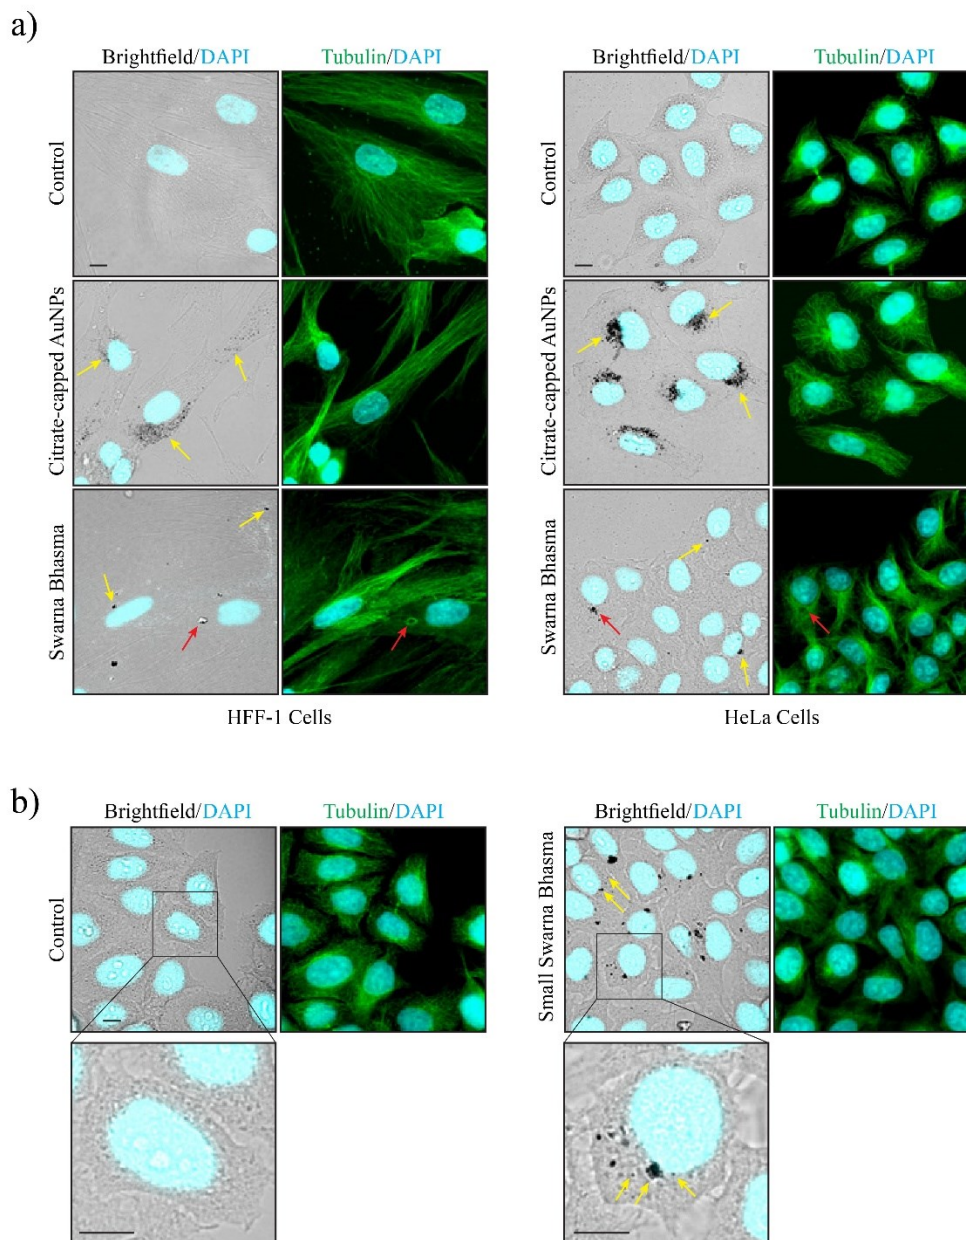 a)
Brightfield/DAPI
Tubulin/DAPI
Brightfield/DAPI
Tubulin/DAPI
Control
Control
Citrate-capped AuNPs
Citrate-capped AuNPs
Swarna Bhasma
Swarna Bhasma
HFF-1 Cells
HeLa Cells
b)
Brightfield/DAPI
Tubulin/DAPI
Brightfield/DAPI
Tubulin/DAPI
Control
Small Swarna Bhasma